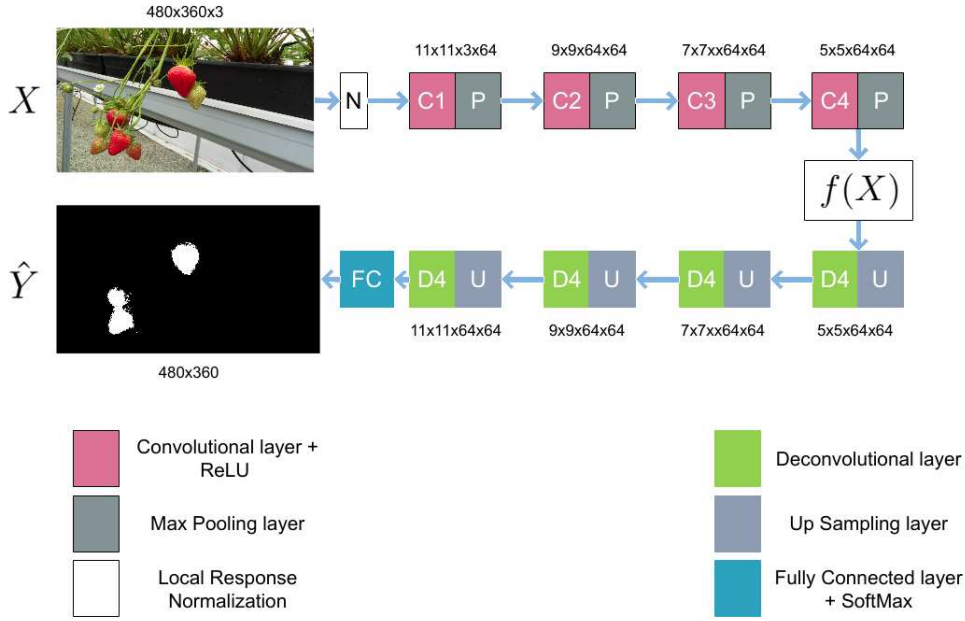 480x360x3
11x11x3x64
9x9x64x64
7x7xx64x64
5x5x64x64
X
N
C1
P
C2
P
C3
P
C4
P
f(X)
Ŷ
FC
D4
U
D4
U
D4
U
D4
U
11x11x64x64
9x9x64x64
7x7xx64x64
5x5x64x64
480x360
Convolutional layer +
ReLU
Deconvolutional layer
Max Pooling layer
Up Sampling layer
Local Response
Normalization
Fully Connected layer
+ SoftMax